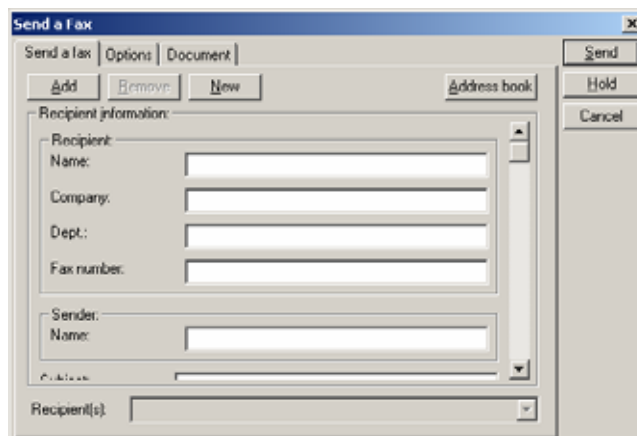 Send a Fax
Send a fax Options Document
Send
Add Remove New Address book
Hold
Cancel
Recipient information:
Recipient:
Name:
Company:
Dept.:
Fax number:
Sender:
Name:
Subject:
Recipient(s):